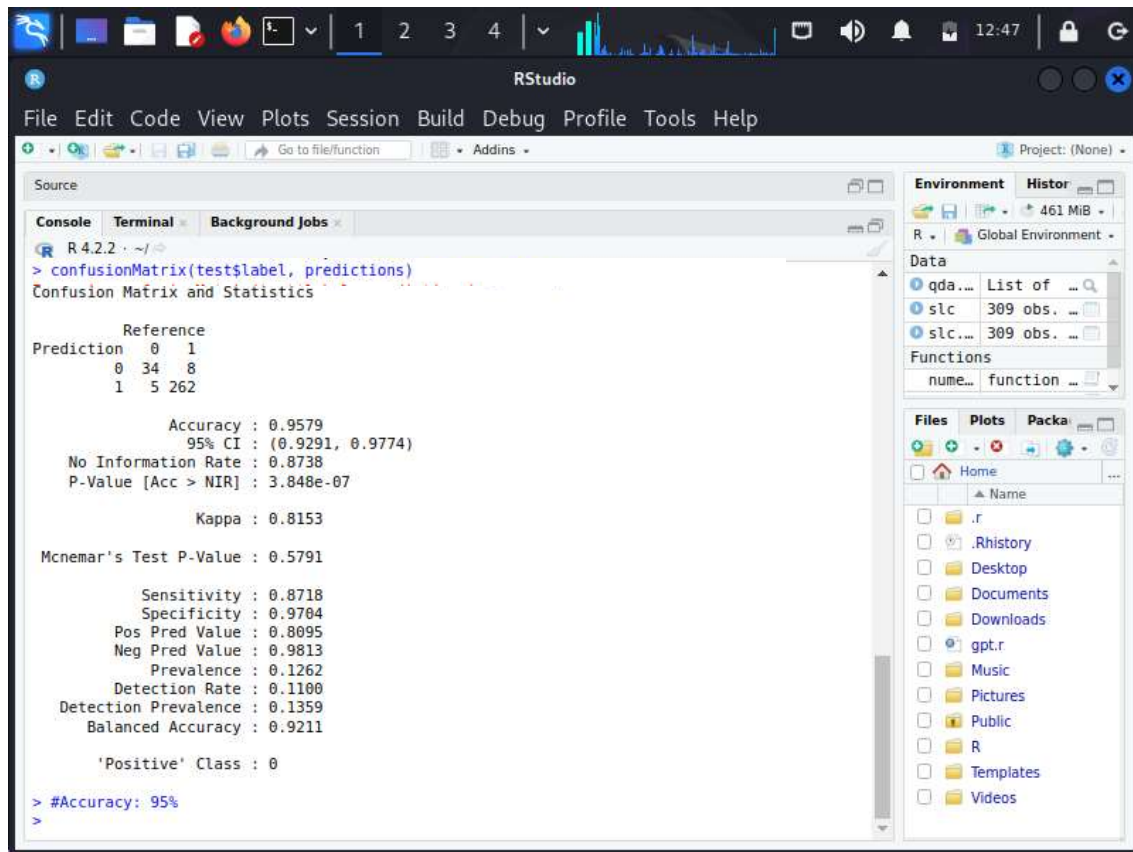 1 2 3 4 12:47
RStudio
File Edit Code View Plots Session Build Debug Profile Tools Help
Go to file/function Addins Project: (None)
Source
Console Terminal Background Jobs
R 4.2.2 · ~/
> confusionMatrix(test$label, predictions)
Confusion Matrix and Statistics
Reference
Prediction 0 1
0 34 8
1 5 262
Accuracy : 0.9579
95% CI : (0.9291, 0.9774)
No Information Rate : 0.8738
P-Value [Acc > NIR] : 3.848e-07
Kappa : 0.8153
Mcnemar's Test P-Value : 0.5791
Sensitivity : 0.8718
Specificity : 0.9704
Pos Pred Value : 0.8095
Neg Pred Value : 0.9813
Prevalence : 0.1262
Detection Rate : 0.1100
Detection Prevalence : 0.1359
Balanced Accuracy : 0.9211
'Positive' Class : 0
> #Accuracy: 95%
>
Environment Histor
461 MiB
R Global Environment
Data
qda.… List of …
slc 309 obs. …
slc.… 309 obs. …
Functions
nume… function …
Files Plots Packa
Home ...
Name
.r
.Rhistory
Desktop
Documents
Downloads
gpt.r
Music
Pictures
Public
R
Templates
Videos